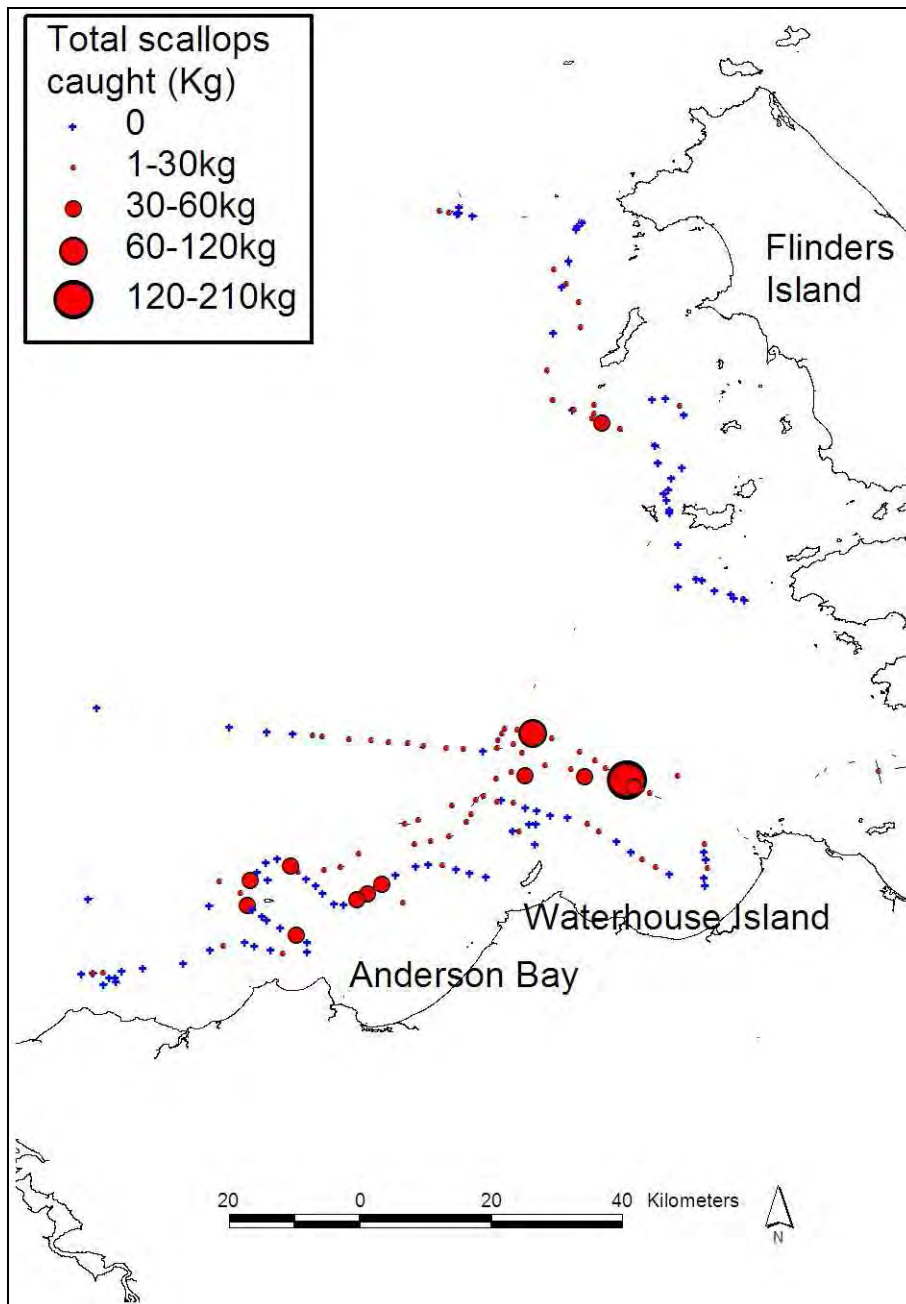 Total scallops
caught (Kg)
0
1-30kg
30-60kg
60-120kg
120-210kg
Flinders
Island
Waterhouse Island
Anderson Bay
20 0 20 40 Kilometers
N